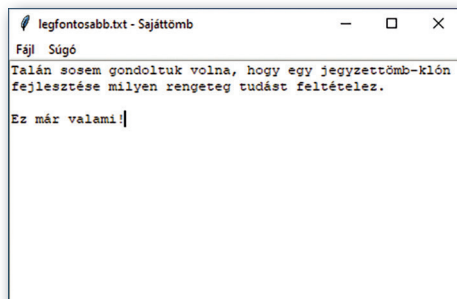 legfontosabb.txt - Sajáttömb
Fájl Súgó
Talán sosem gondoltuk volna, hogy egy jegyzettömb-klón
fejlesztése milyen rengeteg tudást feltételez.
Ez már valami!